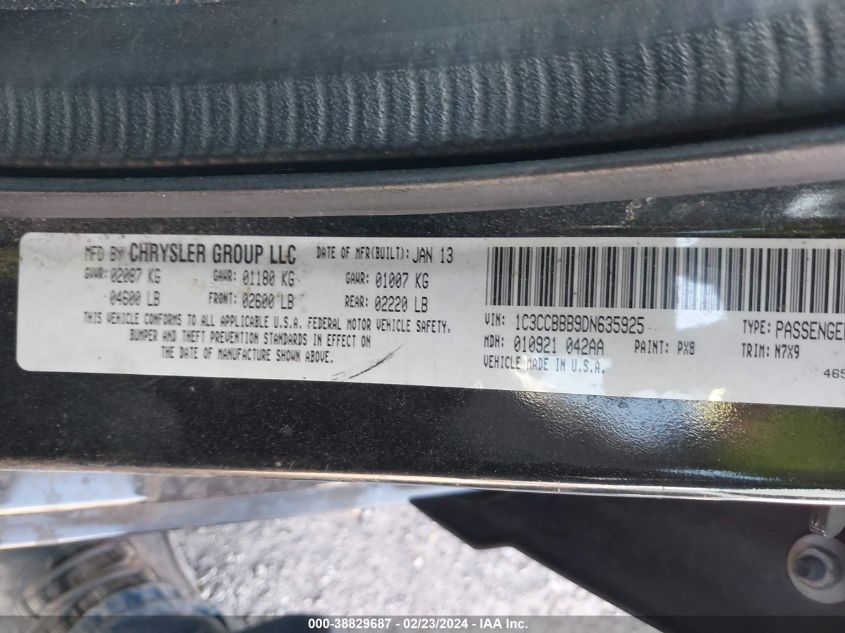 MFD BY CHRYSLER GROUP LLC DATE OF MFR(BUILT): JAN 13
GVWR: 02087 KG GAWR: 01180 KG GAWR: 01007 KG
04600 LB FRONT: 02600 LB REAR: 02220 LB
THIS VEHICLE CONFORMS TO ALL APPLICABLE U.S.A. FEDERAL MOTOR VEHICLE SAFETY,
BUMPER AND THEFT PREVENTION STANDARDS IN EFFECT ON
THE DATE OF MANUFACTURE SHOWN ABOVE.
VIN: 1C3CCBBB9DN635925 TYPE: PASSENGER
MDH: 010921 042AA PAINT: PX8 TRIM: N7X9
VEHICLE MADE IN U.S.A.
465
000-38829687 - 02/23/2024 - IAA Inc.